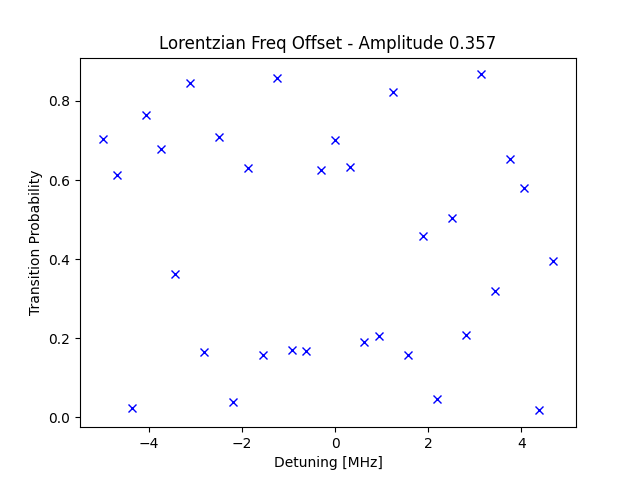 Lorentzian Freq Offset - Amplitude 0.357
Transition Probability
0.8
0.6
0.4
0.2
0.0
−4 −2 0 2 4
Detuning [MHz]